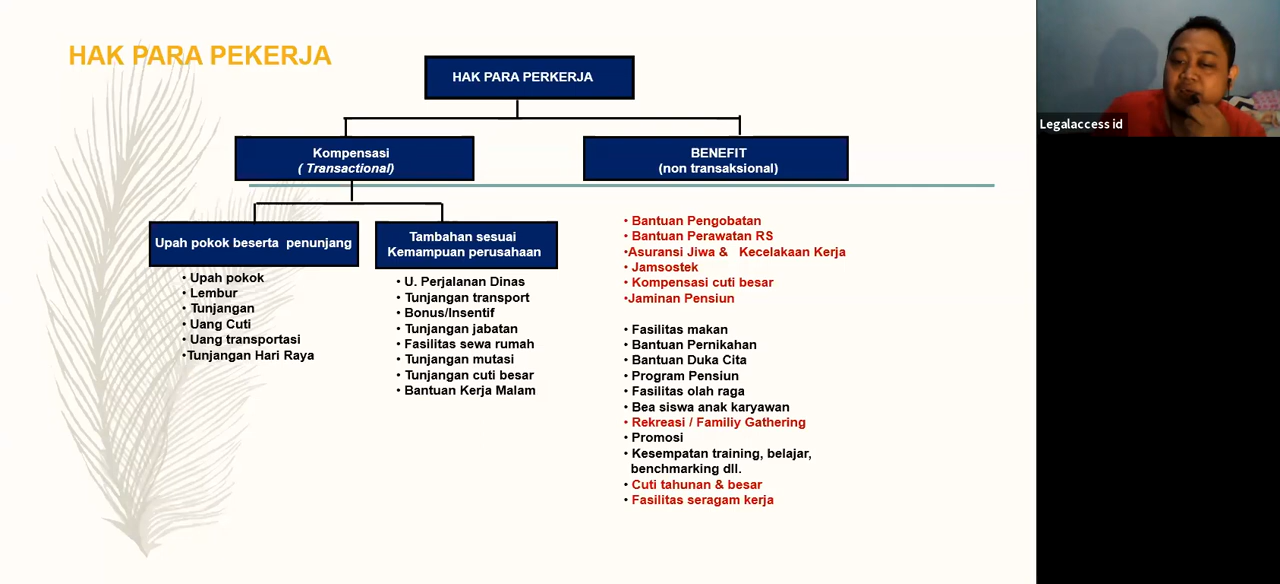 HAK PARA PEKERJA
HAK PARA PERKERJA
Kompensasi
( Transactional)
BENEFIT
(non transaksional)
Upah pokok beserta penunjang
• Upah pokok
• Lembur
• Tunjangan
• Uang Cuti
• Uang transportasi
•Tunjangan Hari Raya
Tambahan sesuai
Kemampuan perusahaan
• U. Perjalanan Dinas
• Tunjangan transport
• Bonus/Insentif
• Tunjangan jabatan
• Fasilitas sewa rumah
• Tunjangan mutasi
• Tunjangan cuti besar
• Bantuan Kerja Malam
• Bantuan Pengobatan
• Bantuan Perawatan RS
•Asuransi Jiwa & Kecelakaan Kerja
• Jamsostek
• Kompensasi cuti besar
•Jaminan Pensiun
• Fasilitas makan
• Bantuan Pernikahan
• Bantuan Duka Cita
• Program Pensiun
• Fasilitas olah raga
• Bea siswa anak karyawan
• Rekreasi / Familiy Gathering
• Promosi
• Kesempatan training, belajar,
benchmarking dll.
• Cuti tahunan & besar
• Fasilitas seragam kerja
Legalaccess id